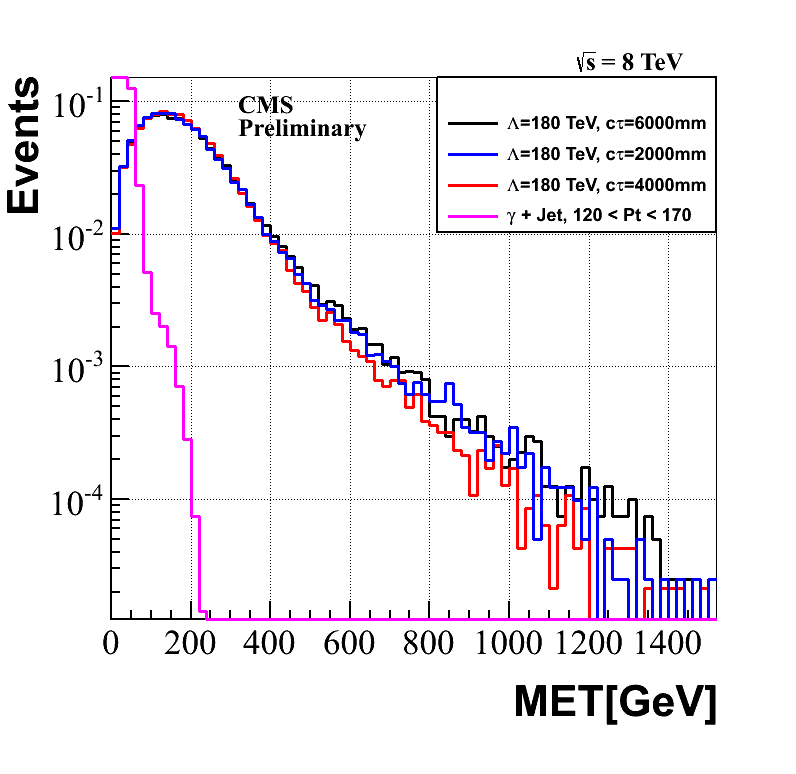 √s = 8 TeV
CMS
Preliminary
Λ=180 TeV, cτ=6000mm
Λ=180 TeV, cτ=2000mm
Λ=180 TeV, cτ=4000mm
γ + Jet, 120 < Pt < 170
Events
10⁻¹
10⁻²
10⁻³
10⁻⁴
0 200 400 600 800 1000 1200 1400
MET[GeV]